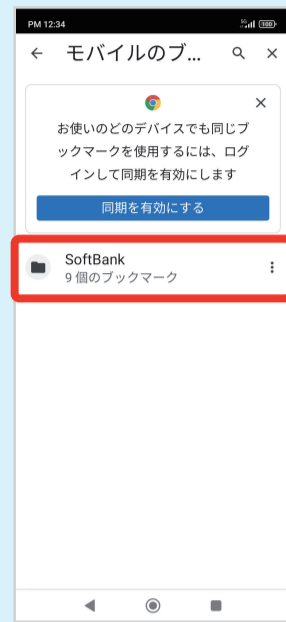 PM 12:34
5G 100
モバイルのブ...
お使いのどのデバイスでも同じブ
ックマークを使用するには、ログ
インして同期を有効にします
同期を有効にする
SoftBank
9 個のブックマーク